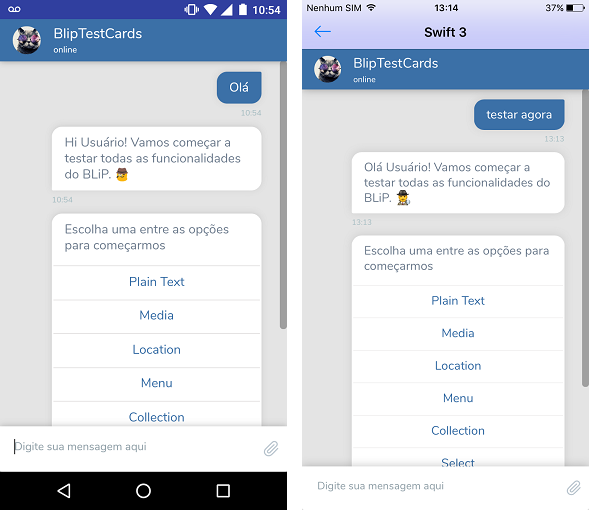 10:54
BlipTestCards
online
Olá
10:54
Hi Usuário! Vamos começar a
testar todas as funcionalidades
do BLiP.
10:54
Escolha uma entre as opções
para começarmos
Plain Text
Media
Location
Menu
Collection
Digite sua mensagem aqui
Nenhum SIM
13:14
37%
Swift 3
BlipTestCards
online
testar agora
13:13
Olá Usuário! Vamos começar a
testar todas as funcionalidades do
BLiP.
13:13
Escolha uma entre as opções para
começarmos
Plain Text
Media
Location
Menu
Collection
Select
Digite sua mensagem aqui